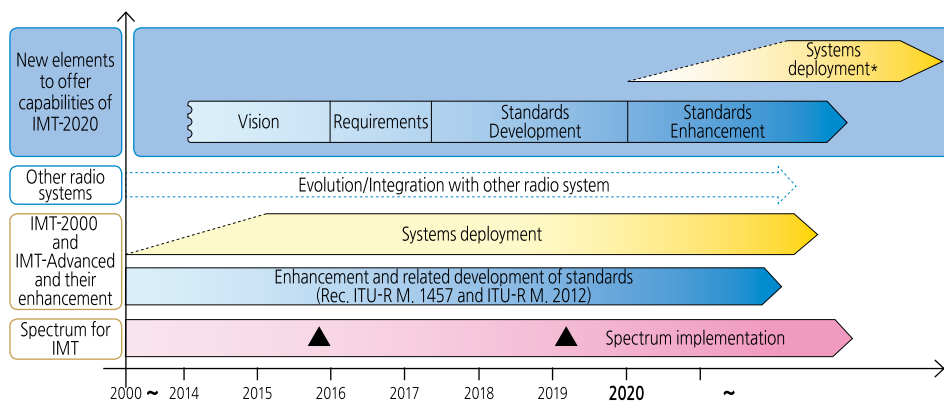 New elements
to offer
capabilities of
IMT-2020
Systems
deployment*
Vision
Requirements
Standards
Development
Standards
Enhancement
Other radio
systems
Evolution/Integration with other radio system
IMT-2000 and
IMT-Advanced
and their
enhancement
Systems deployment
Enhancement and related development of standards
(Rec. ITU-R M. 1457 and ITU-R M. 2012)
Spectrum for
IMT
Spectrum implementation
2000 ~ 2014 2015 2016 2017 2018 2019 2020 ~